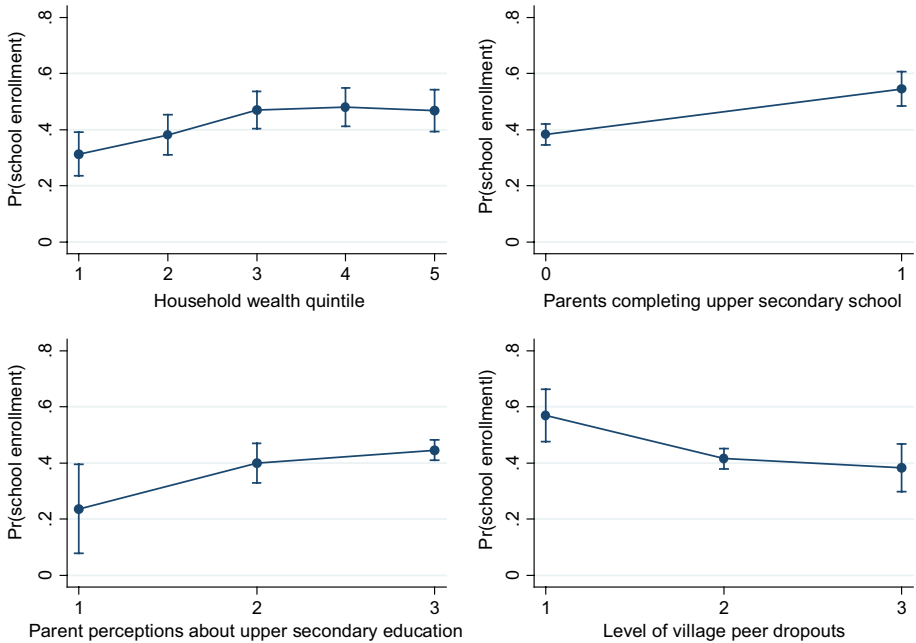 Pr(school enrollment)
.8
.6
.4
.2
0
1 2 3 4 5
Household wealth quintile
Pr(school enrollment)
.8
.6
.4
.2
0
0 1
Parents completing upper secondary school
Pr(school enrollment)
.8
.6
.4
.2
0
1 2 3
Parent perceptions about upper secondary education
Pr(school enrollmentl)
.8
.6
.4
.2
0
1 2 3
Level of village peer dropouts